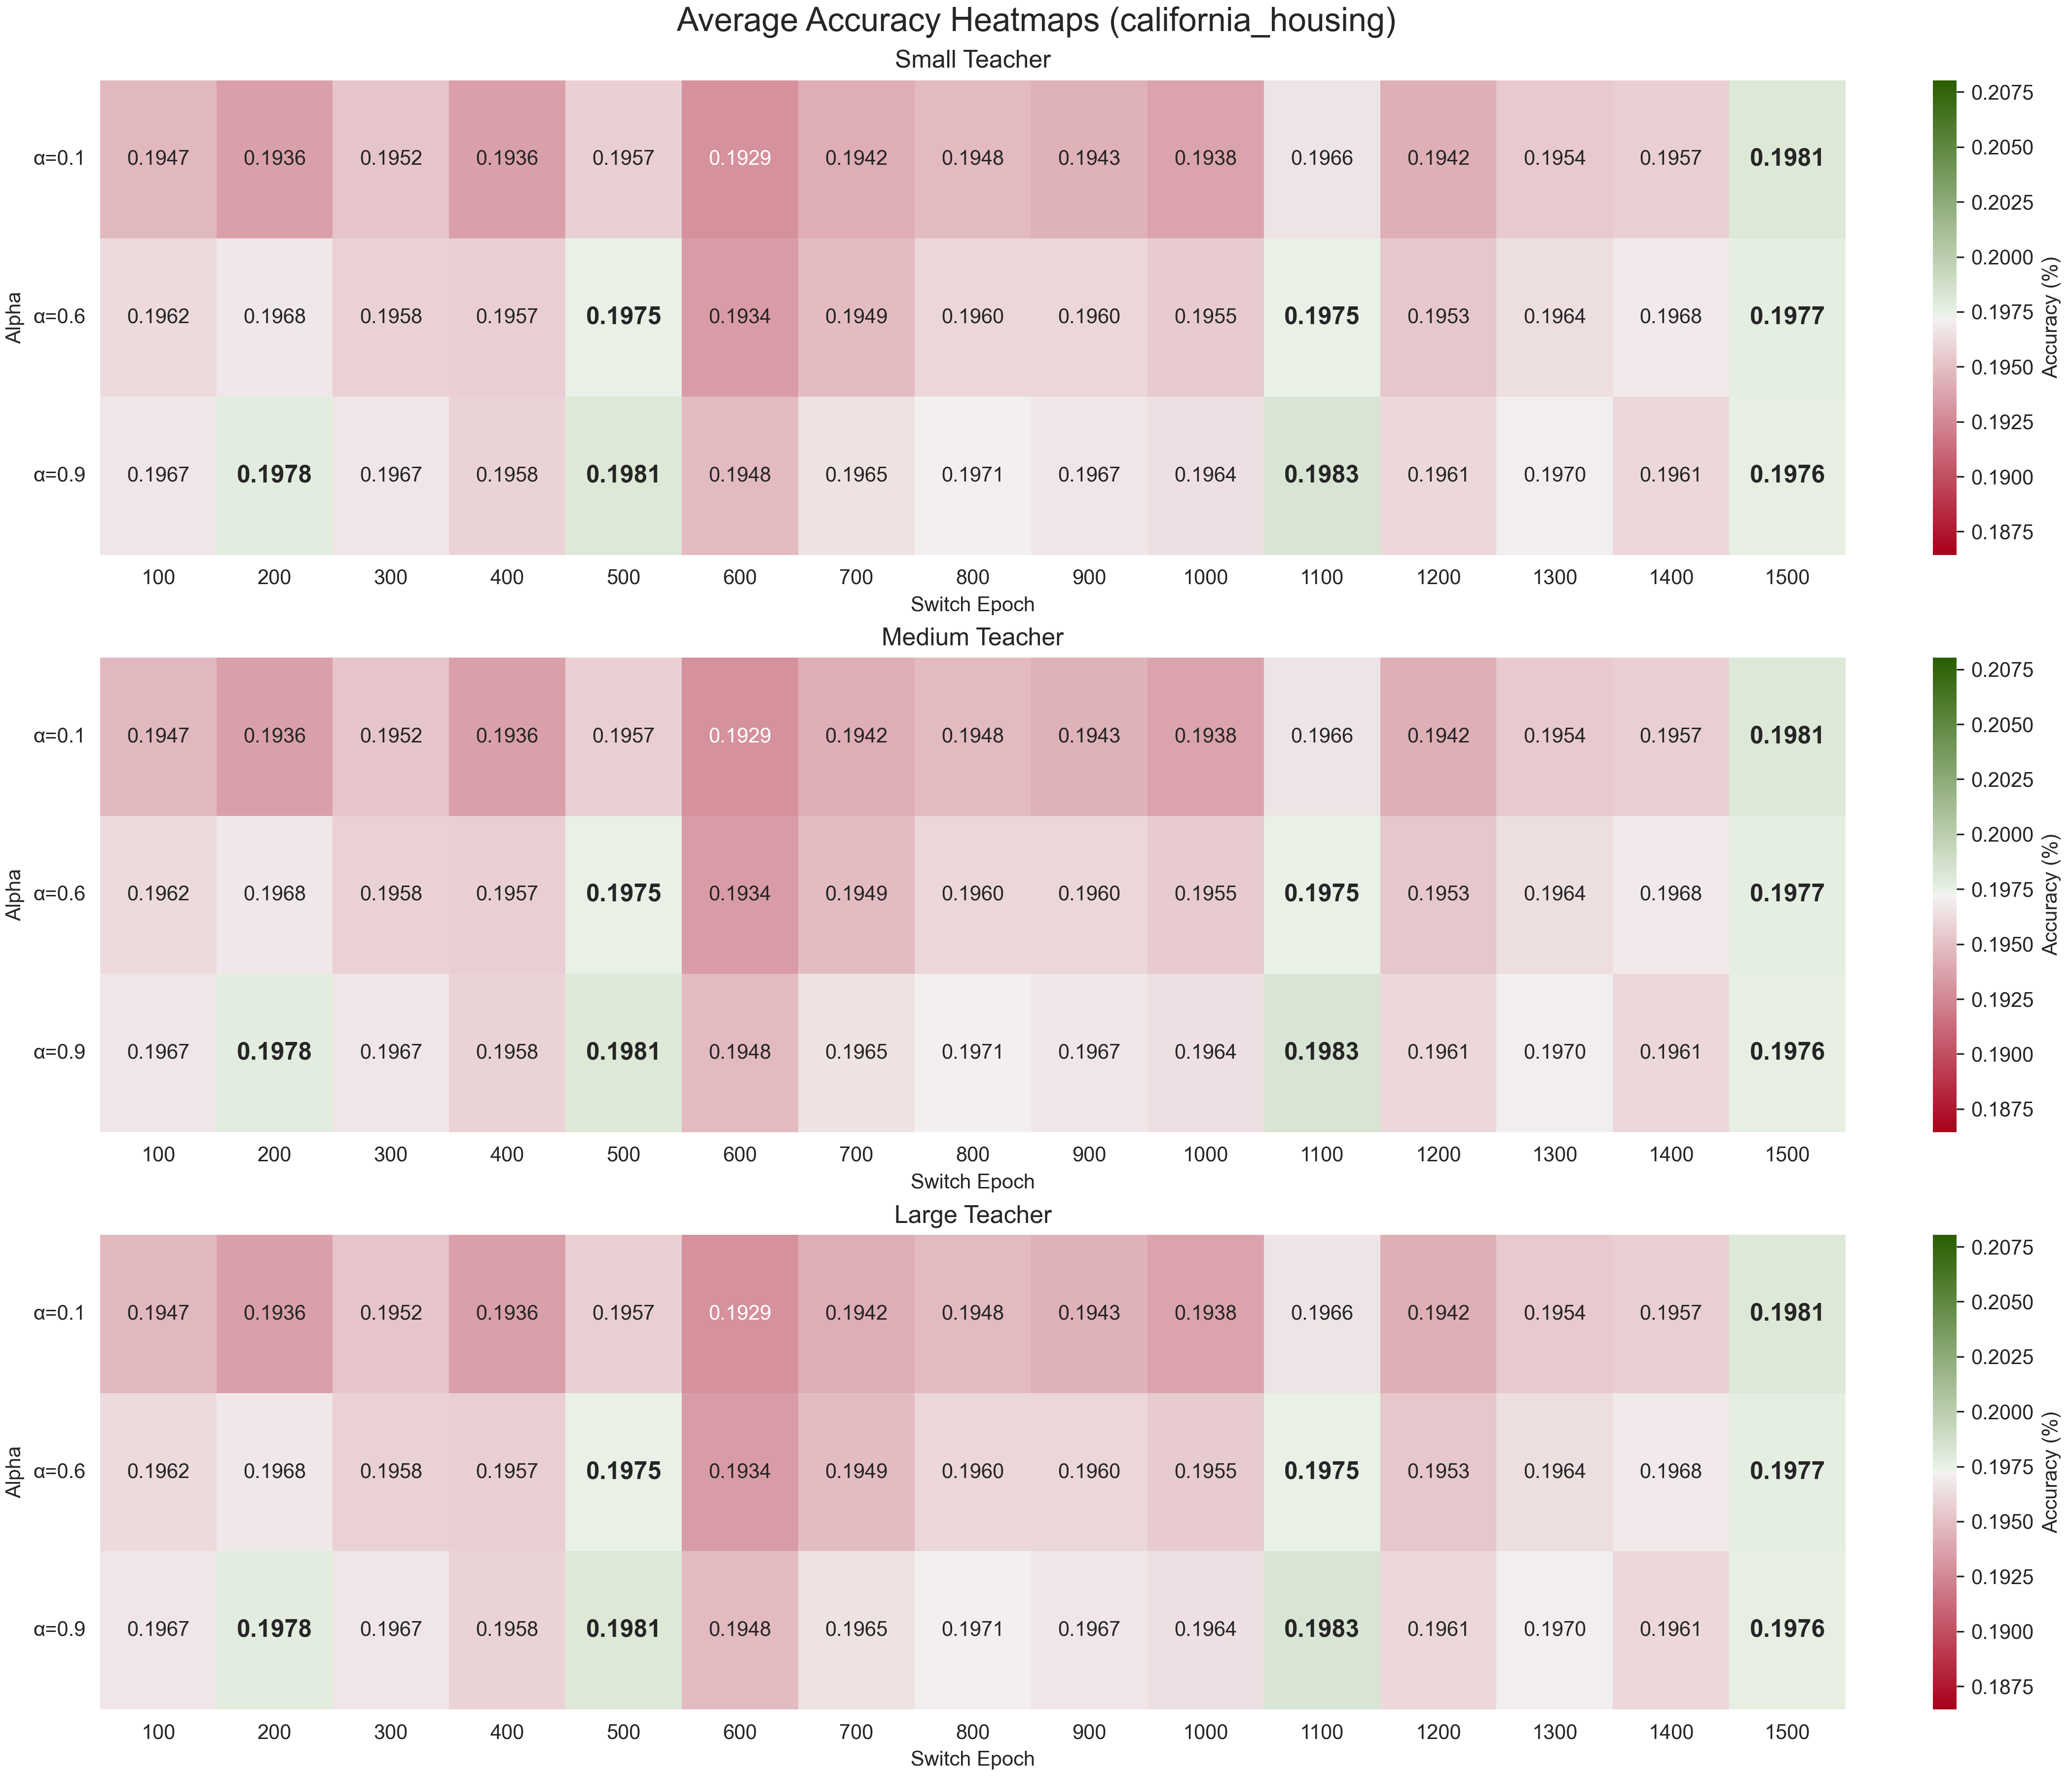 Average Accuracy Heatmaps (california_housing)
Small Teacher
α=0.1 0.1947 0.1936 0.1952 0.1936 0.1957 0.1929 0.1942 0.1948 0.1943 0.1938 0.1966 0.1942 0.1954 0.1957 0.1981
α=0.6 0.1962 0.1968 0.1958 0.1957 0.1975 0.1934 0.1949 0.1960 0.1960 0.1955 0.1975 0.1953 0.1964 0.1968 0.1977
α=0.9 0.1967 0.1978 0.1967 0.1958 0.1981 0.1948 0.1965 0.1971 0.1967 0.1964 0.1983 0.1961 0.1970 0.1961 0.1976
100 200 300 400 500 600 700 800 900 1000 1100 1200 1300 1400 1500
Switch Epoch
Alpha
0.2075
0.2050
0.2025
0.2000
0.1975
0.1950
0.1925
0.1900
0.1875
Accuracy (%)
Medium Teacher
α=0.1 0.1947 0.1936 0.1952 0.1936 0.1957 0.1929 0.1942 0.1948 0.1943 0.1938 0.1966 0.1942 0.1954 0.1957 0.1981
α=0.6 0.1962 0.1968 0.1958 0.1957 0.1975 0.1934 0.1949 0.1960 0.1960 0.1955 0.1975 0.1953 0.1964 0.1968 0.1977
α=0.9 0.1967 0.1978 0.1967 0.1958 0.1981 0.1948 0.1965 0.1971 0.1967 0.1964 0.1983 0.1961 0.1970 0.1961 0.1976
100 200 300 400 500 600 700 800 900 1000 1100 1200 1300 1400 1500
Switch Epoch
Alpha
0.2075
0.2050
0.2025
0.2000
0.1975
0.1950
0.1925
0.1900
0.1875
Accuracy (%)
Large Teacher
α=0.1 0.1947 0.1936 0.1952 0.1936 0.1957 0.1929 0.1942 0.1948 0.1943 0.1938 0.1966 0.1942 0.1954 0.1957 0.1981
α=0.6 0.1962 0.1968 0.1958 0.1957 0.1975 0.1934 0.1949 0.1960 0.1960 0.1955 0.1975 0.1953 0.1964 0.1968 0.1977
α=0.9 0.1967 0.1978 0.1967 0.1958 0.1981 0.1948 0.1965 0.1971 0.1967 0.1964 0.1983 0.1961 0.1970 0.1961 0.1976
100 200 300 400 500 600 700 800 900 1000 1100 1200 1300 1400 1500
Switch Epoch
Alpha
0.2075
0.2050
0.2025
0.2000
0.1975
0.1950
0.1925
0.1900
0.1875
Accuracy (%)